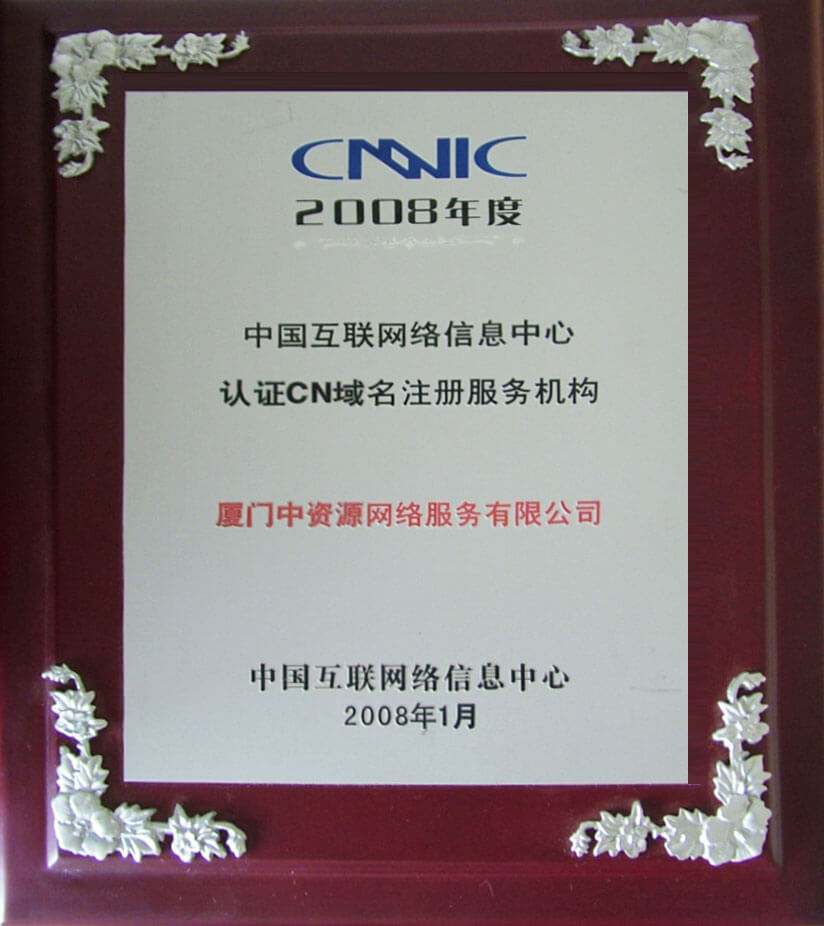 CNNIC
2008年度
中国互联网络信息中心
认证CN域名注册服务机构
厦门中资源网络服务有限公司
中国互联网络信息中心
2008年1月